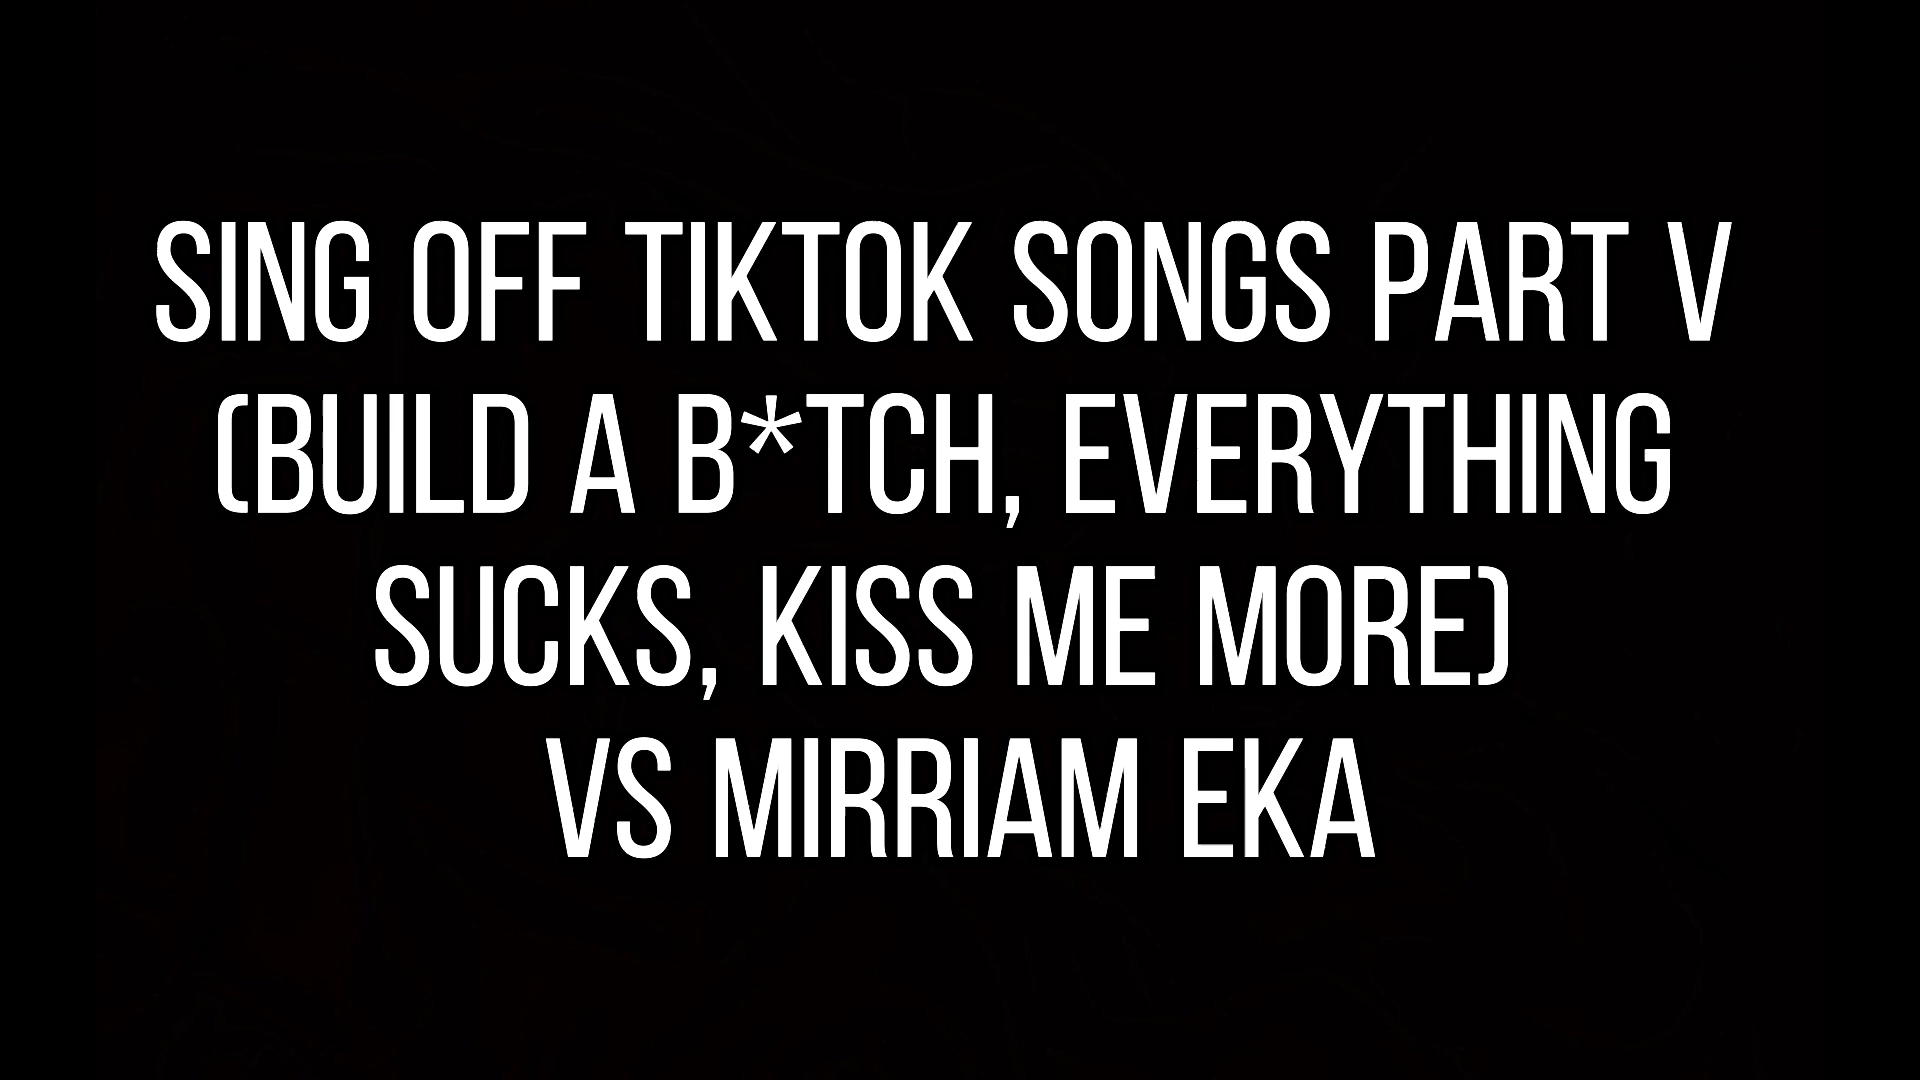 SING OFF TIKTOK SONGS PART V
(BUILD A B*TCH, EVERYTHING
SUCKS, KISS ME MORE)
VS MIRRIAM EKA